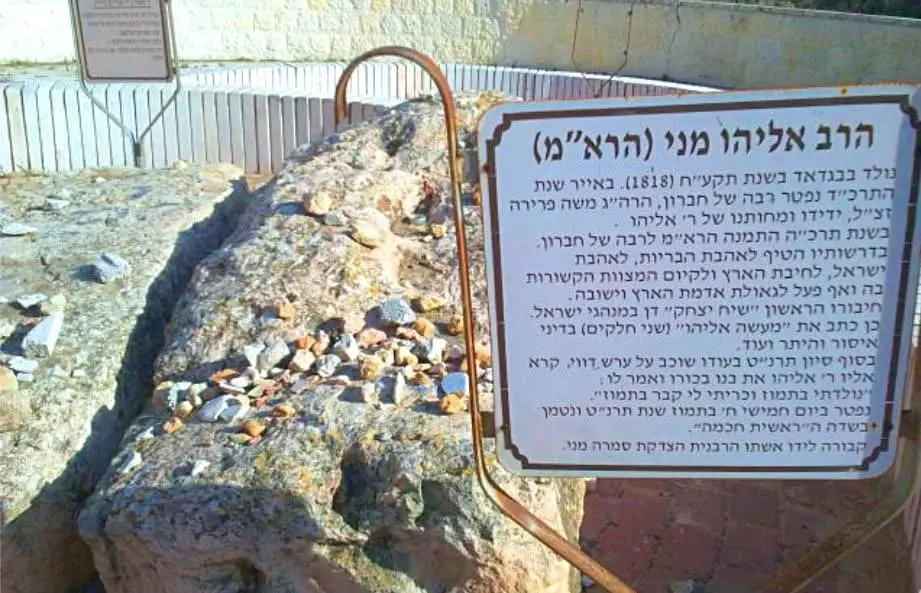 הרב אליהו מני (הרא״מ)
נולד בבגדאד בשנת תקע״ח (1818). באייר שנת
התרכ״ד נפטר רבה של חברון, הרה״ג משה פרירה
זצ״ל, ידידו ומחותנו של ר׳ אליהו.
בשנת תרכ״ה התמנה הרא״מ לרבה של חברון.
בדרשותיו הטיף לאהבת הבריות, לאהבת
ישראל, לחיבת הארץ ולקיום המצוות הקשורות
בה ואף פעל לגאולת אדמת הארץ וישובה.
חיבורו הראשון ״שיח יצחק״ דן במנהגי ישראל.
כן כתב את ״מעשה אליהו״ (שני חלקים) בדיני
איסור והיתר ועוד.
בסוף סיון תרנ״ט בעודו שוכב על ערש דווי, קרא
אליו ר׳ אליהו את בנו בכורו ואמר לו:
״נולדתי בתמוז וכריתי לי קבר בתמוז״.
נפטר ביום חמישי ח׳ בתמוז שנת תרנ״ט ונטמן
בשדה ה״ראשית חכמה״.
קבורה לידו אשתו הרבנית הצדקת סמרה מני.